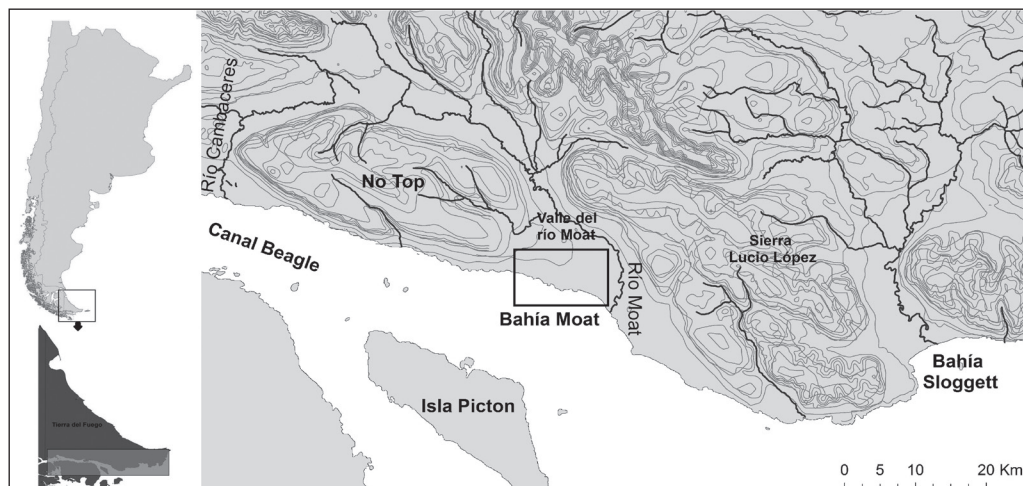 Tierra del Fuego
Río Cambaceres
No Top
Canal Beagle
Valle del
río Moat
Río Moat
Bahía Moat
Isla Picton
Sierra
Lucio López
Bahía
Sloggett
0 5 10 20 Km